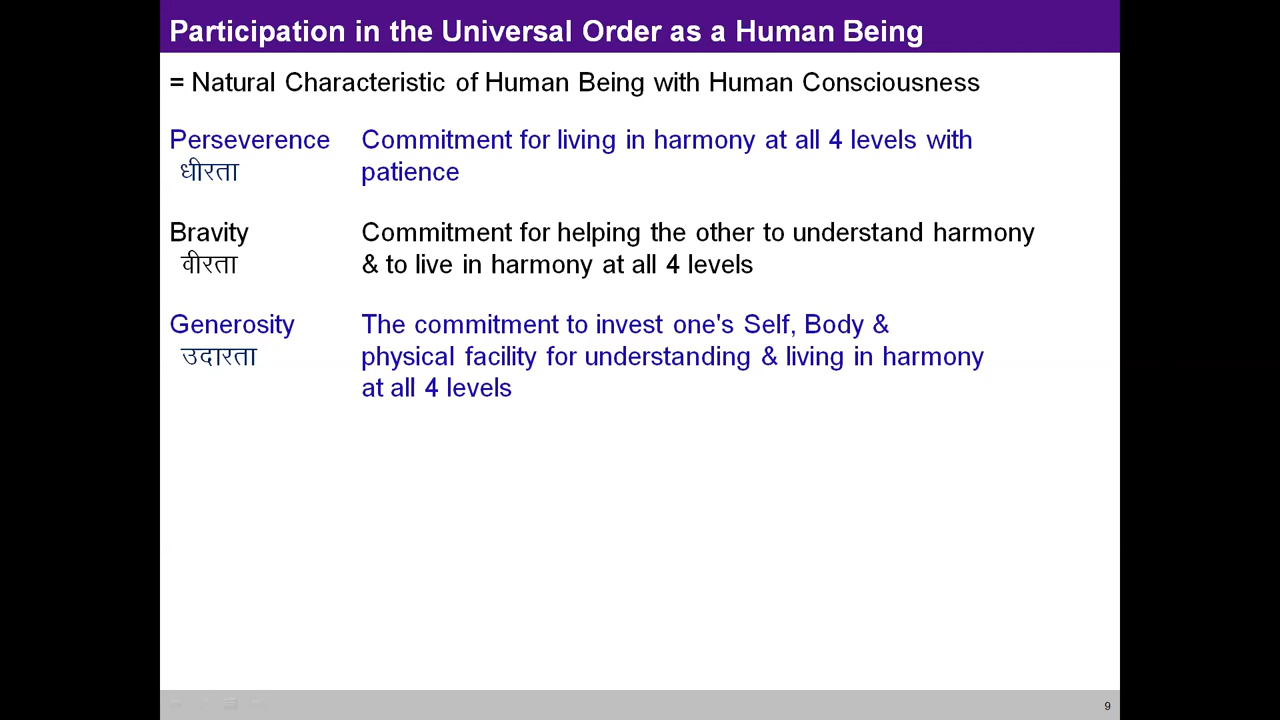 Participation in the Universal Order as a Human Being
= Natural Characteristic of Human Being with Human Consciousness
Perseverence Commitment for living in harmony at all 4 levels with
धीरता patience
Bravity Commitment for helping the other to understand harmony
वीरता & to live in harmony at all 4 levels
Generosity The commitment to invest one's Self, Body &
उदारता physical facility for understanding & living in harmony
at all 4 levels
9